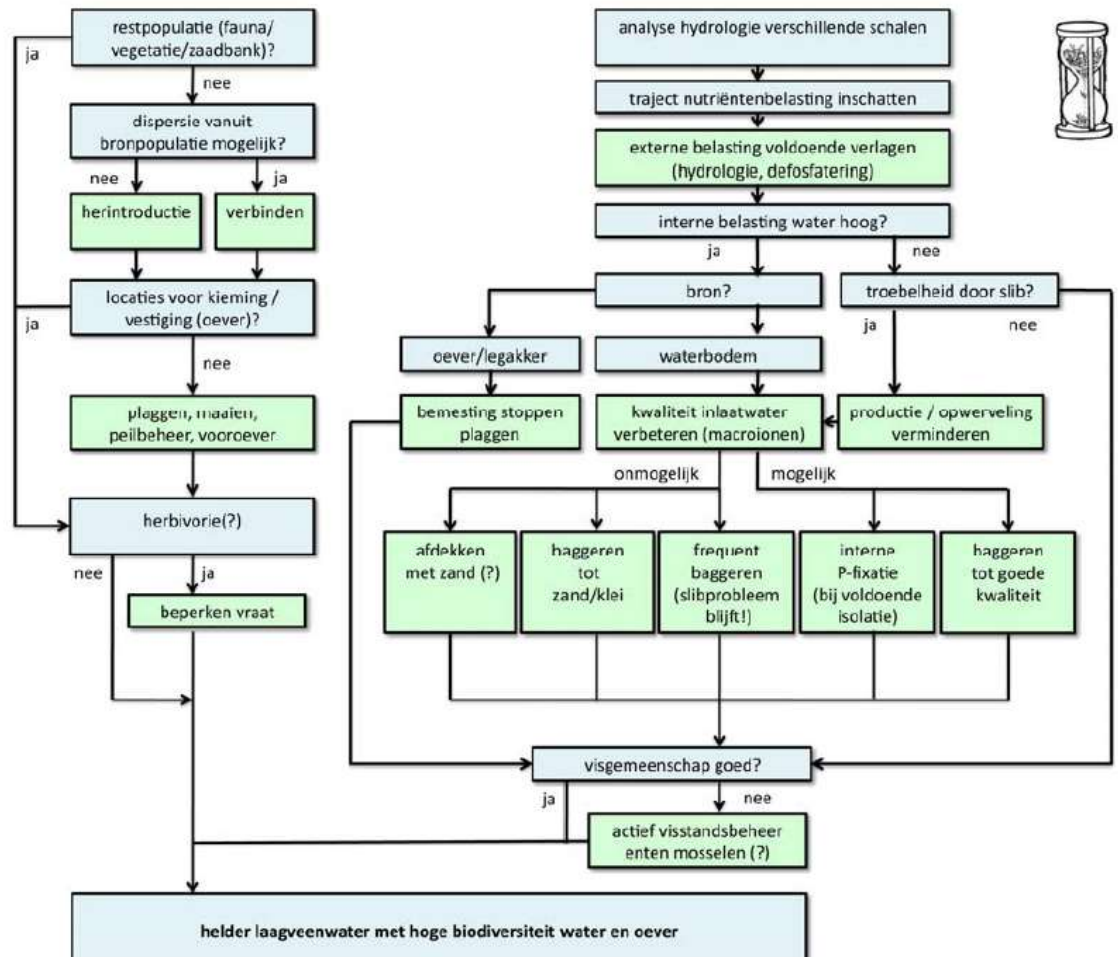 restpopulatie (fauna/
vegetatie/zaadbank)?
ja
nee
dispersie vanuit
bronpopulatie mogelijk?
nee
ja
herintroductie
verbinden
locaties voor kieming /
vestiging (oever)?
ja
nee
plaggen, maaien,
peilbeheer, vooroever
herbivorie(?)
nee
ja
beperken vraat
analyse hydrologie verschillende schalen
traject nutriëntenbelasting inschatten
externe belasting voldoende verlagen
(hydrologie, defosfatering)
interne belasting water hoog?
ja
nee
bron?
troebelheid door slib?
ja
nee
oever/legakker
waterbodem
bemesting stoppen
plaggen
kwaliteit inlaatwater
verbeteren (macroionen)
productie / opwerveling
verminderen
onmogelijk
mogelijk
afdekken
met zand (?)
baggeren
tot
zand/klei
frequent
baggeren
(slibprobleem
blijft!)
interne
P-fixatie
(bij voldoende
isolatie)
baggeren
tot goede
kwaliteit
visgemeenschap goed?
ja
nee
actief visstandsbeheer
enten mosselen (?)
helder laagveenwater met hoge biodiversiteit water en oever